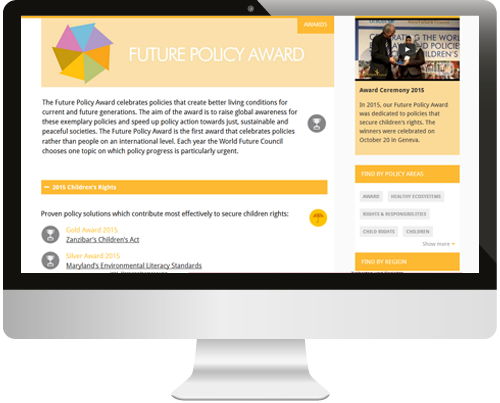 AWARDS
FUTURE POLICY AWARD
The Future Policy Award celebrates policies that create better living conditions for
current and future generations. The aim of the award is to raise global awareness for
these exemplary policies and speed up policy action towards just, sustainable and
peaceful societies. The Future Policy Award is the first award that celebrates policies
rather than people on an international level. Each year the World Future Council
chooses one topic on which policy progress is particularly urgent.
2015 Children's Rights
Proven policy solutions which contribute most effectively to secure children rights:
Gold Award 2015
Zanzibar's Children's Act
Silver Award 2015
Maryland's Environmental Literacy Standards
Award Ceremony 2015
In 2015, our Future Policy Award
was dedicated to policies that
secure children's rights. The
winners were celebrated on
October 20 in Geneva.
FIND BY POLICY AREAS
AWARD HEALTHY ECOSYSTEMS
RIGHTS & RESPONSIBILITIES
CHILD RIGHTS CHILDREN
Show more
FIND BY REGION